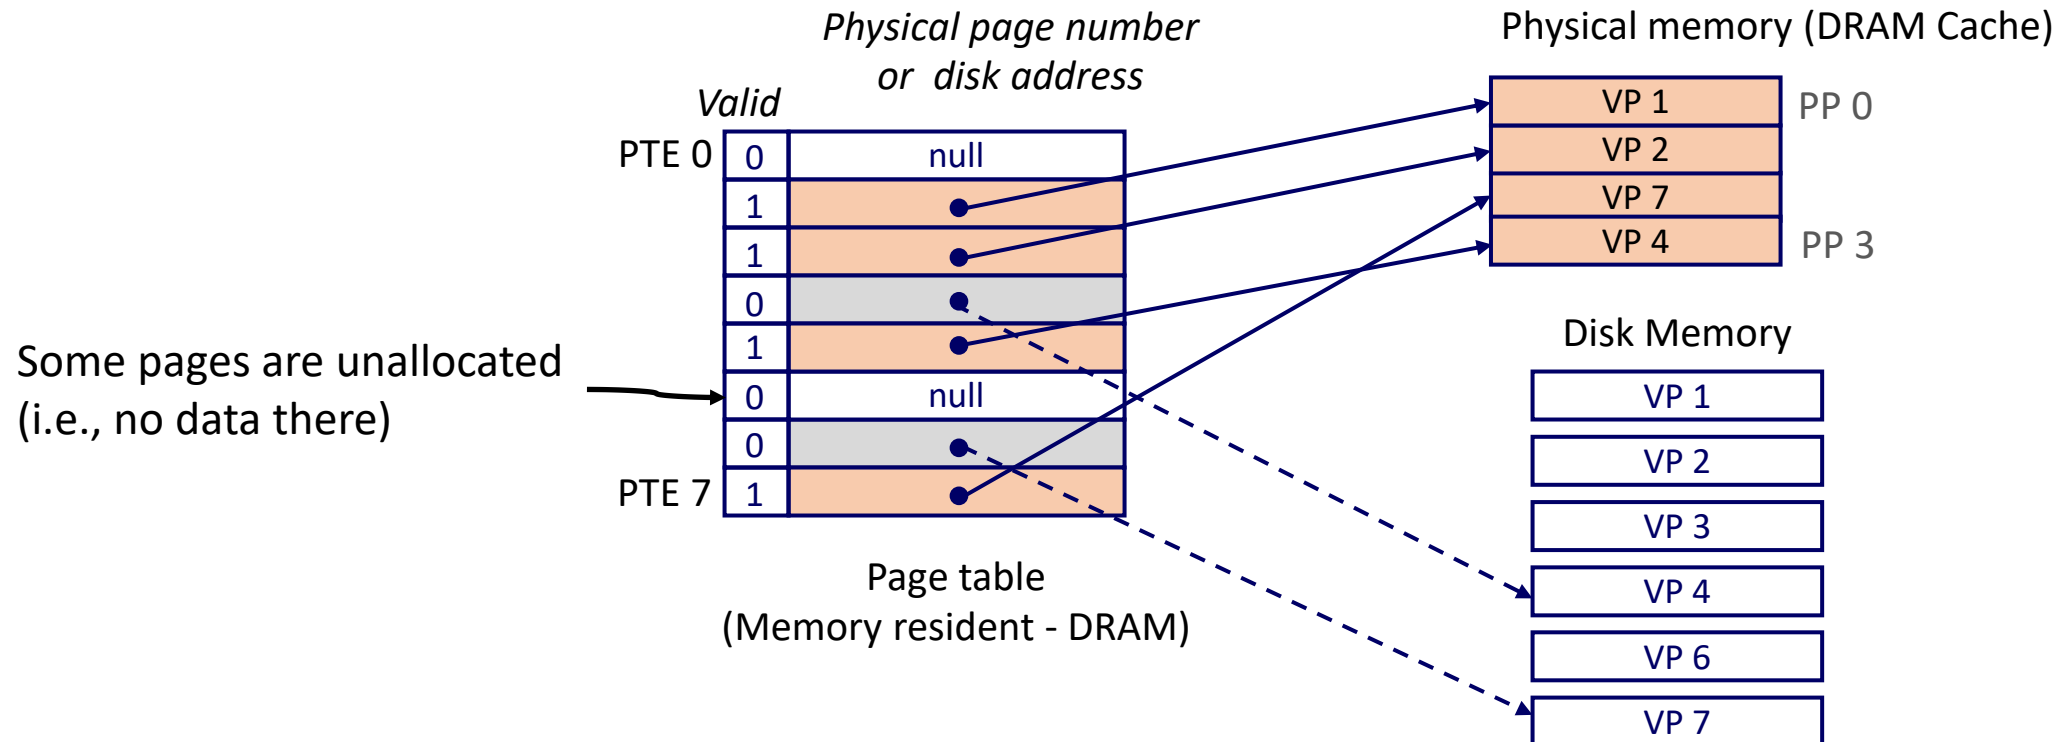 Physical page number
or disk address
Physical memory (DRAM Cache)
Valid
PTE 0
0
null
1
1
0
1
0
null
0
PTE 7
1
VP 1
PP 0
VP 2
VP 7
VP 4
PP 3
Some pages are unallocated
(i.e., no data there)
Page table
(Memory resident - DRAM)
Disk Memory
VP 1
VP 2
VP 3
VP 4
VP 6
VP 7